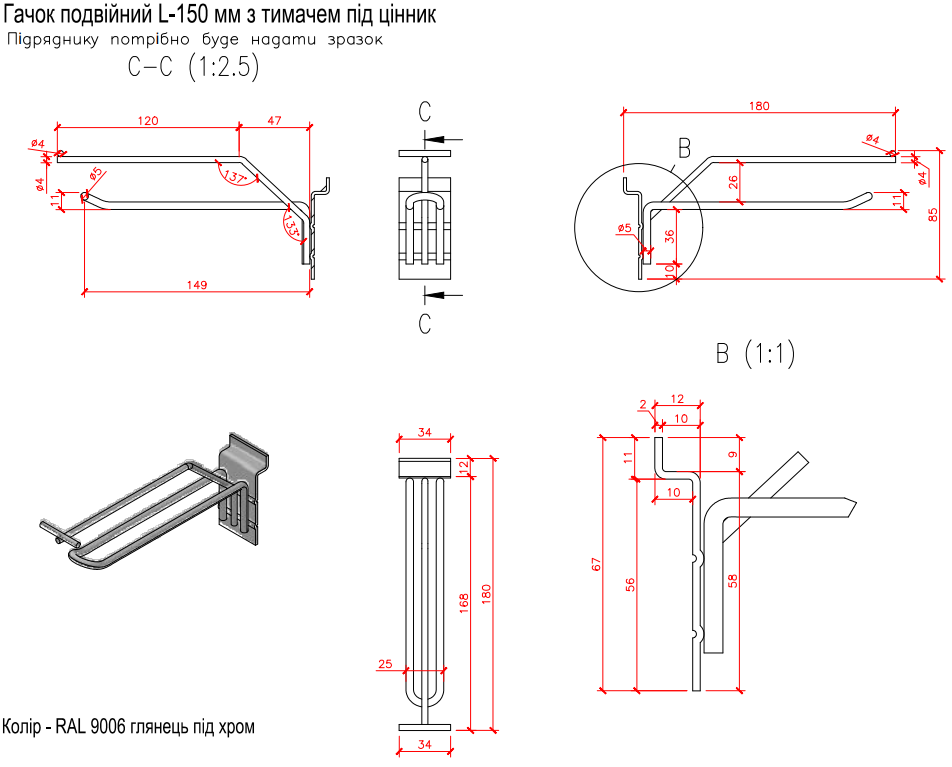 Гачок подвійний L-150 мм з тимачем під цінник
Підряднику потрібно буде надати зразок
C-C (1:2.5)
120
47
ø4
ø4
ø5
11
137°
133°
149
C
C
180
B
ø4
ø4
26
11
85
ø5
36
10
B (1:1)
12
2
10
11
9
10
67
56
58
34
12
168
180
25
34
Колір - RAL 9006 глянець під хром